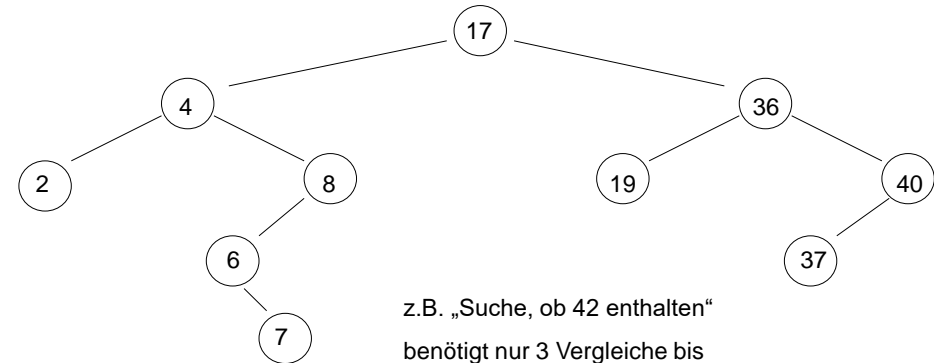 17
4 36
2 8 19 40
6 37
z.B. „Suche, ob 42 enthalten“
7
benötigt nur 3 Vergleiche bis